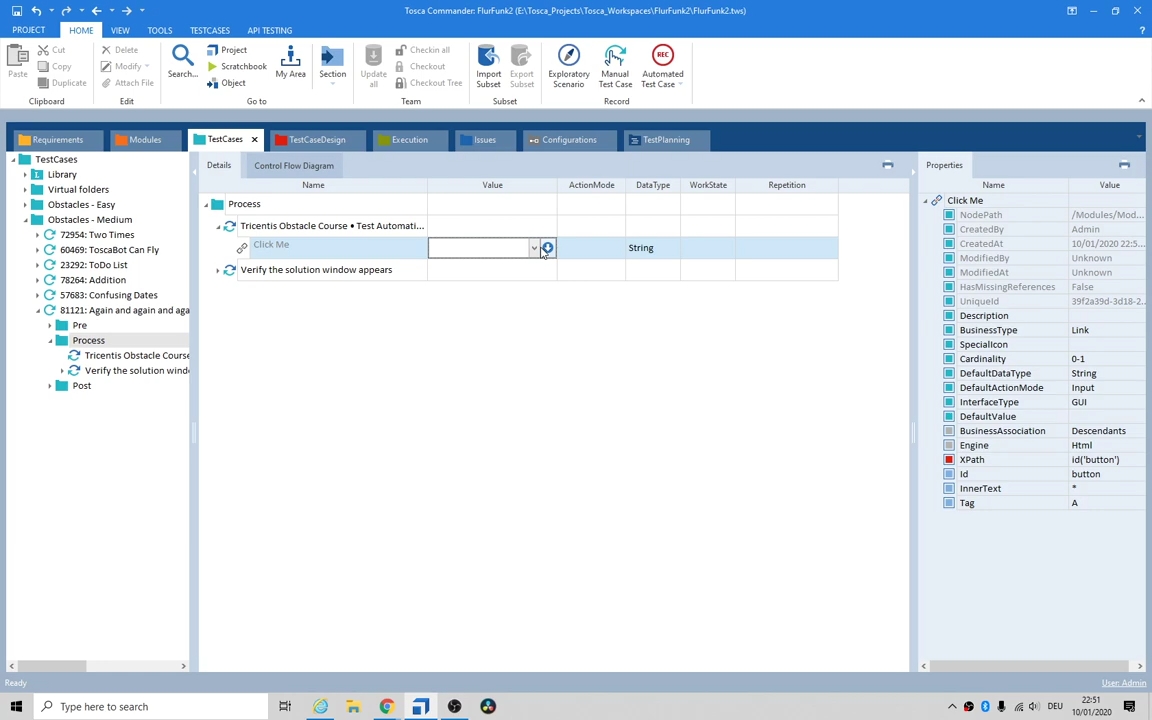 Tosca Commander: FlurFunk2 (E:\Tosca_Projects\Tosca_Workspaces\FlurFunk2\FlurFunk2.tws)
PROJECT HOME VIEW TOOLS TESTCASES API TESTING
?
Paste Cut Copy Duplicate
Delete Modify Attach File
Search... Project Scratchbook Object My Area Section
Update all Checkin all Checkout Checkout Tree
Import Subset Export Subset
Exploratory Scenario Manual Test Case REC Automated Test Case
Clipboard Edit Go to Team Subset Record
Requirements Modules TestCases TestCaseDesign Execution Issues Configurations TestPlanning
TestCases
L Library
Virtual folders
Obstacles - Easy
Obstacles - Medium
72954: Two Times
60469: ToscaBot Can Fly
23292: ToDo List
78264: Addition
57683: Confusing Dates
81121: Again and again and aga
Pre
Process
Tricentis Obstacle Course
Verify the solution windo
Post
Details Control Flow Diagram
Name Value ActionMode DataType WorkState Repetition
Process
Tricentis Obstacle Course • Test Automati...
Click Me String
Verify the solution window appears
Properties
Name Value
Click Me
NodePath /Modules/Mod...
CreatedBy Admin
CreatedAt 10/01/2020 22:5...
ModifiedBy Unknown
ModifiedAt Unknown
HasMissingReferences False
UniqueId 39f2a39d-3d18-2...
Description
BusinessType Link
SpecialIcon
Cardinality 0-1
DefaultDataType String
DefaultActionMode Input
InterfaceType GUI
DefaultValue
BusinessAssociation Descendants
Engine Html
XPath id('button')
Id button
InnerText *
Tag A
Ready User: Admin
Type here to search
DEU
22:51
10/01/2020